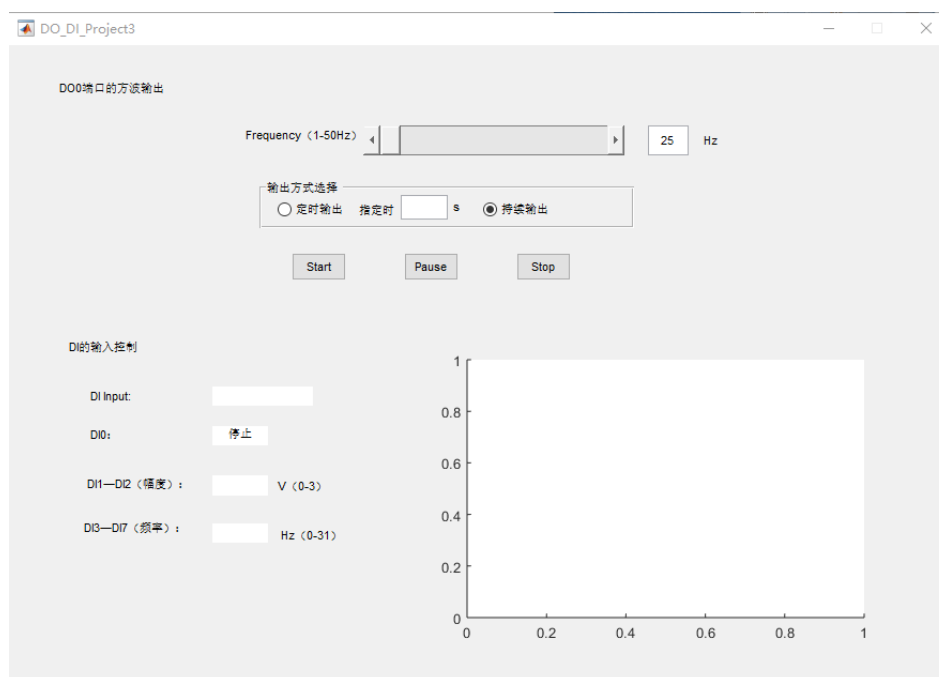 DO_DI_Project3
DO0端口的方波输出
Frequency（1-50Hz） 25 Hz
输出方式选择
定时输出 指定时 s 持续输出
Start Pause Stop
DI的输入控制
DI Input:
DI0： 停止
DI1—DI2（幅度）： V（0-3）
DI3—DI7（频率）： Hz（0-31）
1
0.8
0.6
0.4
0.2
0
0 0.2 0.4 0.6 0.8 1